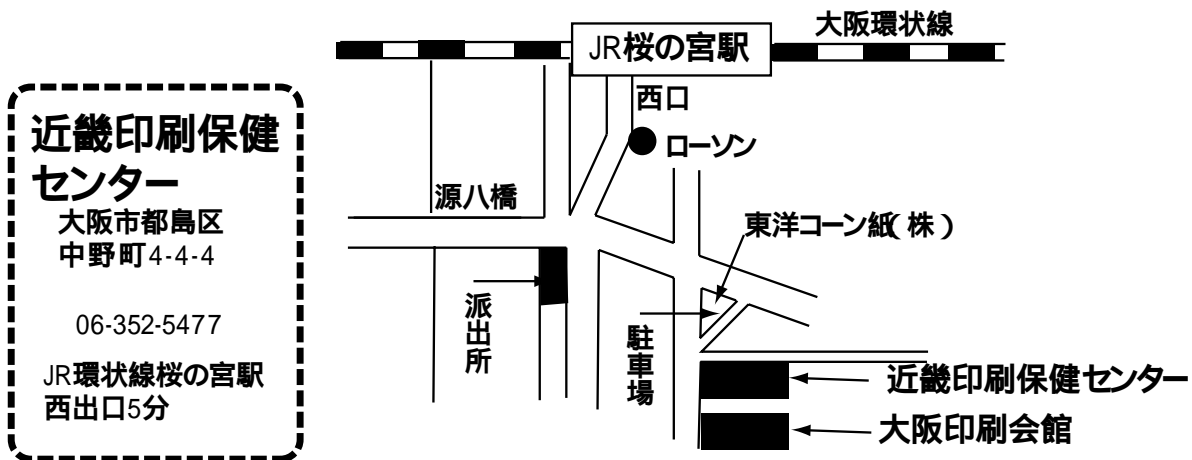 近畿印刷保健
センター
大阪市都島区
中野町4-4-4
06-352-5477
JR環状線桜の宮駅
西出口5分
大阪環状線
JR桜の宮駅
西口
ローソン
源八橋
東洋コーン紙(株)
派出所
駐車場
近畿印刷保健センター
大阪印刷会館